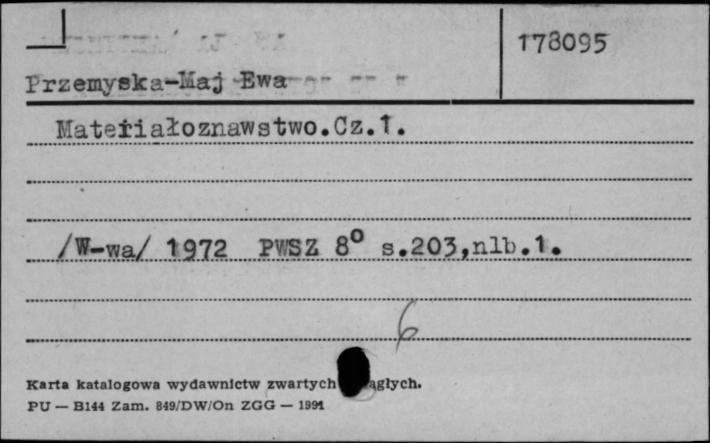 178095
Przemyska-Maj Ewa
Materiałoznawstwo.Cz.1.
/W-wa/ 1972 PWSZ 8° s.203,nlb.1.
6
Karta katalogowa wydawnictw zwartych
PU — B144 Zam. 849/DW/On ZGG — 1991